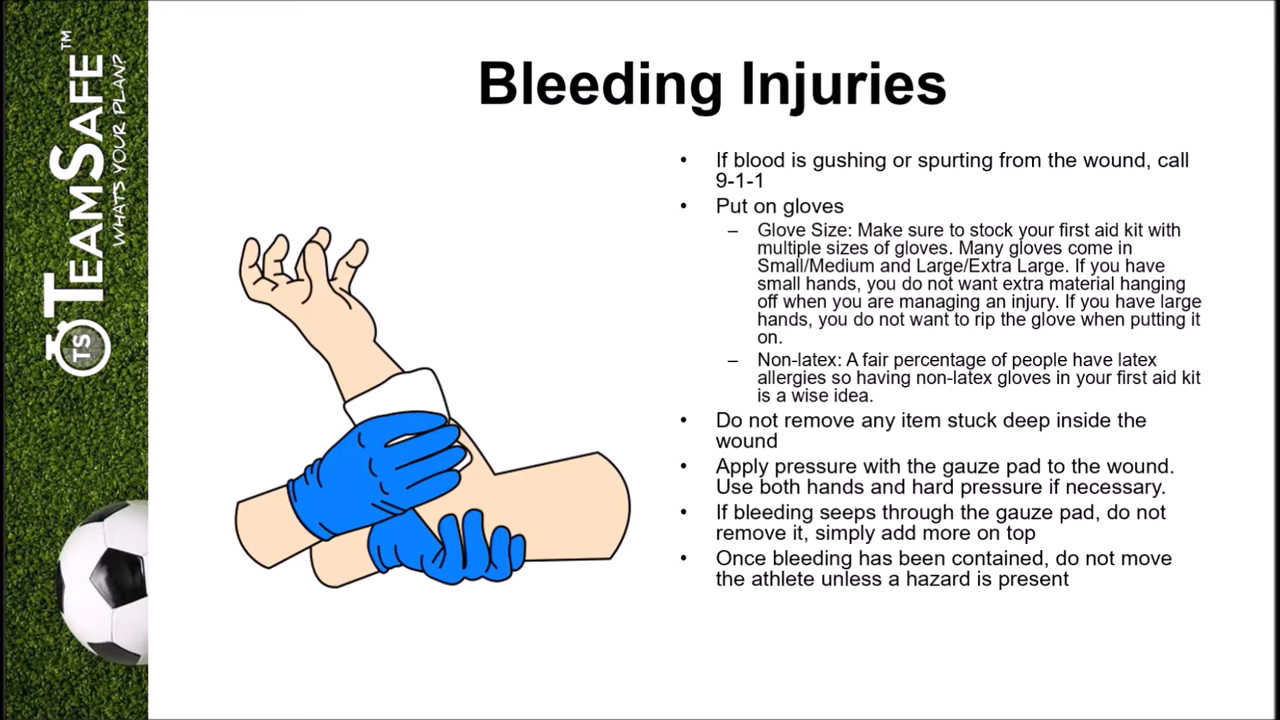 TEAMSAFE™
WHATS YOUR PLAN?
TS
Bleeding Injuries
• If blood is gushing or spurting from the wound, call
9-1-1
• Put on gloves
– Glove Size: Make sure to stock your first aid kit with
multiple sizes of gloves. Many gloves come in
Small/Medium and Large/Extra Large. If you have
small hands, you do not want extra material hanging
off when you are managing an injury. If you have large
hands, you do not want to rip the glove when putting it
on.
– Non-latex: A fair percentage of people have latex
allergies so having non-latex gloves in your first aid kit
is a wise idea.
• Do not remove any item stuck deep inside the
wound
• Apply pressure with the gauze pad to the wound.
Use both hands and hard pressure if necessary.
• If bleeding seeps through the gauze pad, do not
remove it, simply add more on top
• Once bleeding has been contained, do not move
the athlete unless a hazard is present